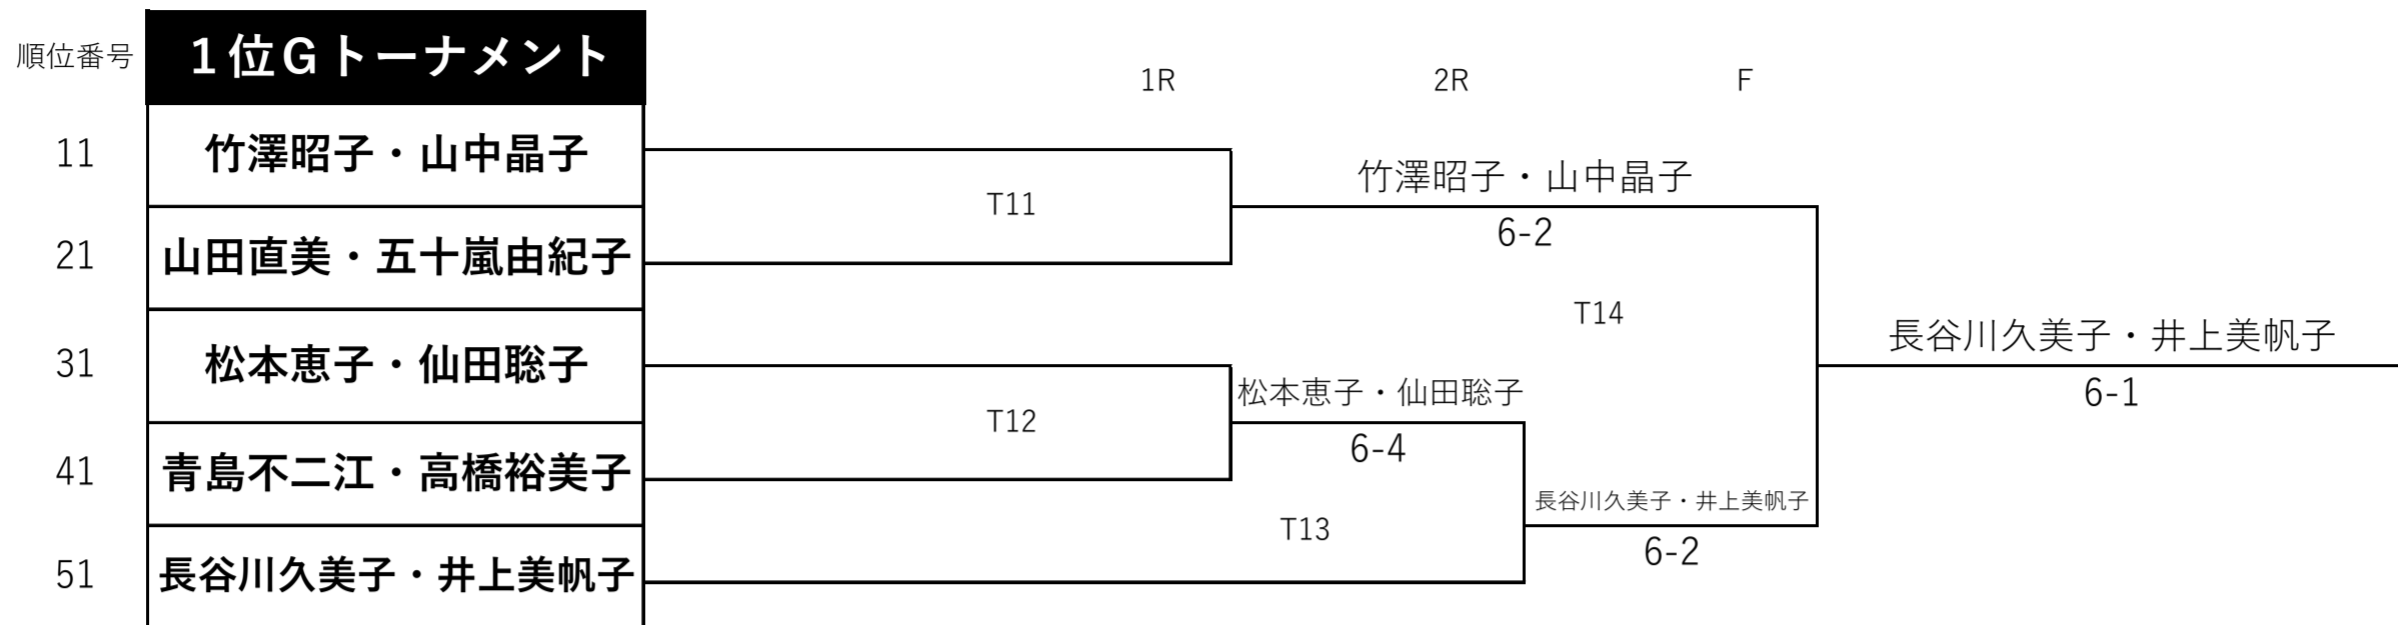 順位番号
１位Gトーナメント
1R
2R
F
11
竹澤昭子・山中晶子
T11
竹澤昭子・山中晶子
6-2
21
山田直美・五十嵐由紀子
T14
長谷川久美子・井上美帆子
6-1
31
松本恵子・仙田聡子
T12
松本恵子・仙田聡子
6-4
41
青島不二江・高橋裕美子
T13
長谷川久美子・井上美帆子
6-2
51
長谷川久美子・井上美帆子